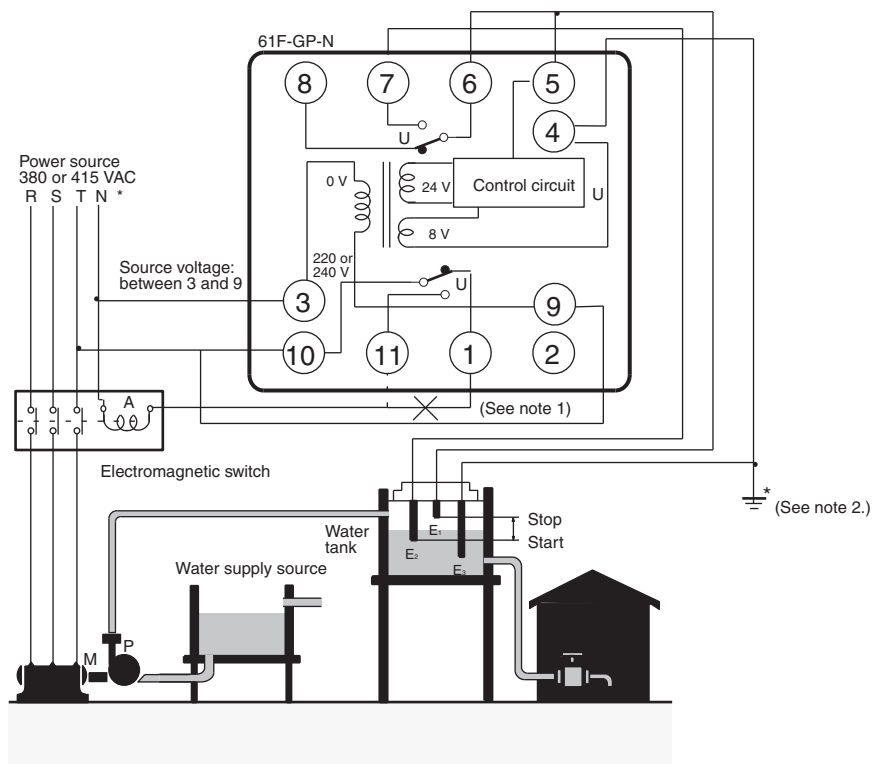 61F-GP-N
8 7 6 5
4
U
Power source
380 or 415 VAC
R S T N *
0 V
24 V
Control circuit
U
8 V
Source voltage:
between 3 and 9
220 or
240 V
U
3
9
10 11 1 2
A
(See note 1)
Electromagnetic switch
* (See note 2.)
Water
tank
E1
Stop
E2
Start
E3
Water supply source
M P